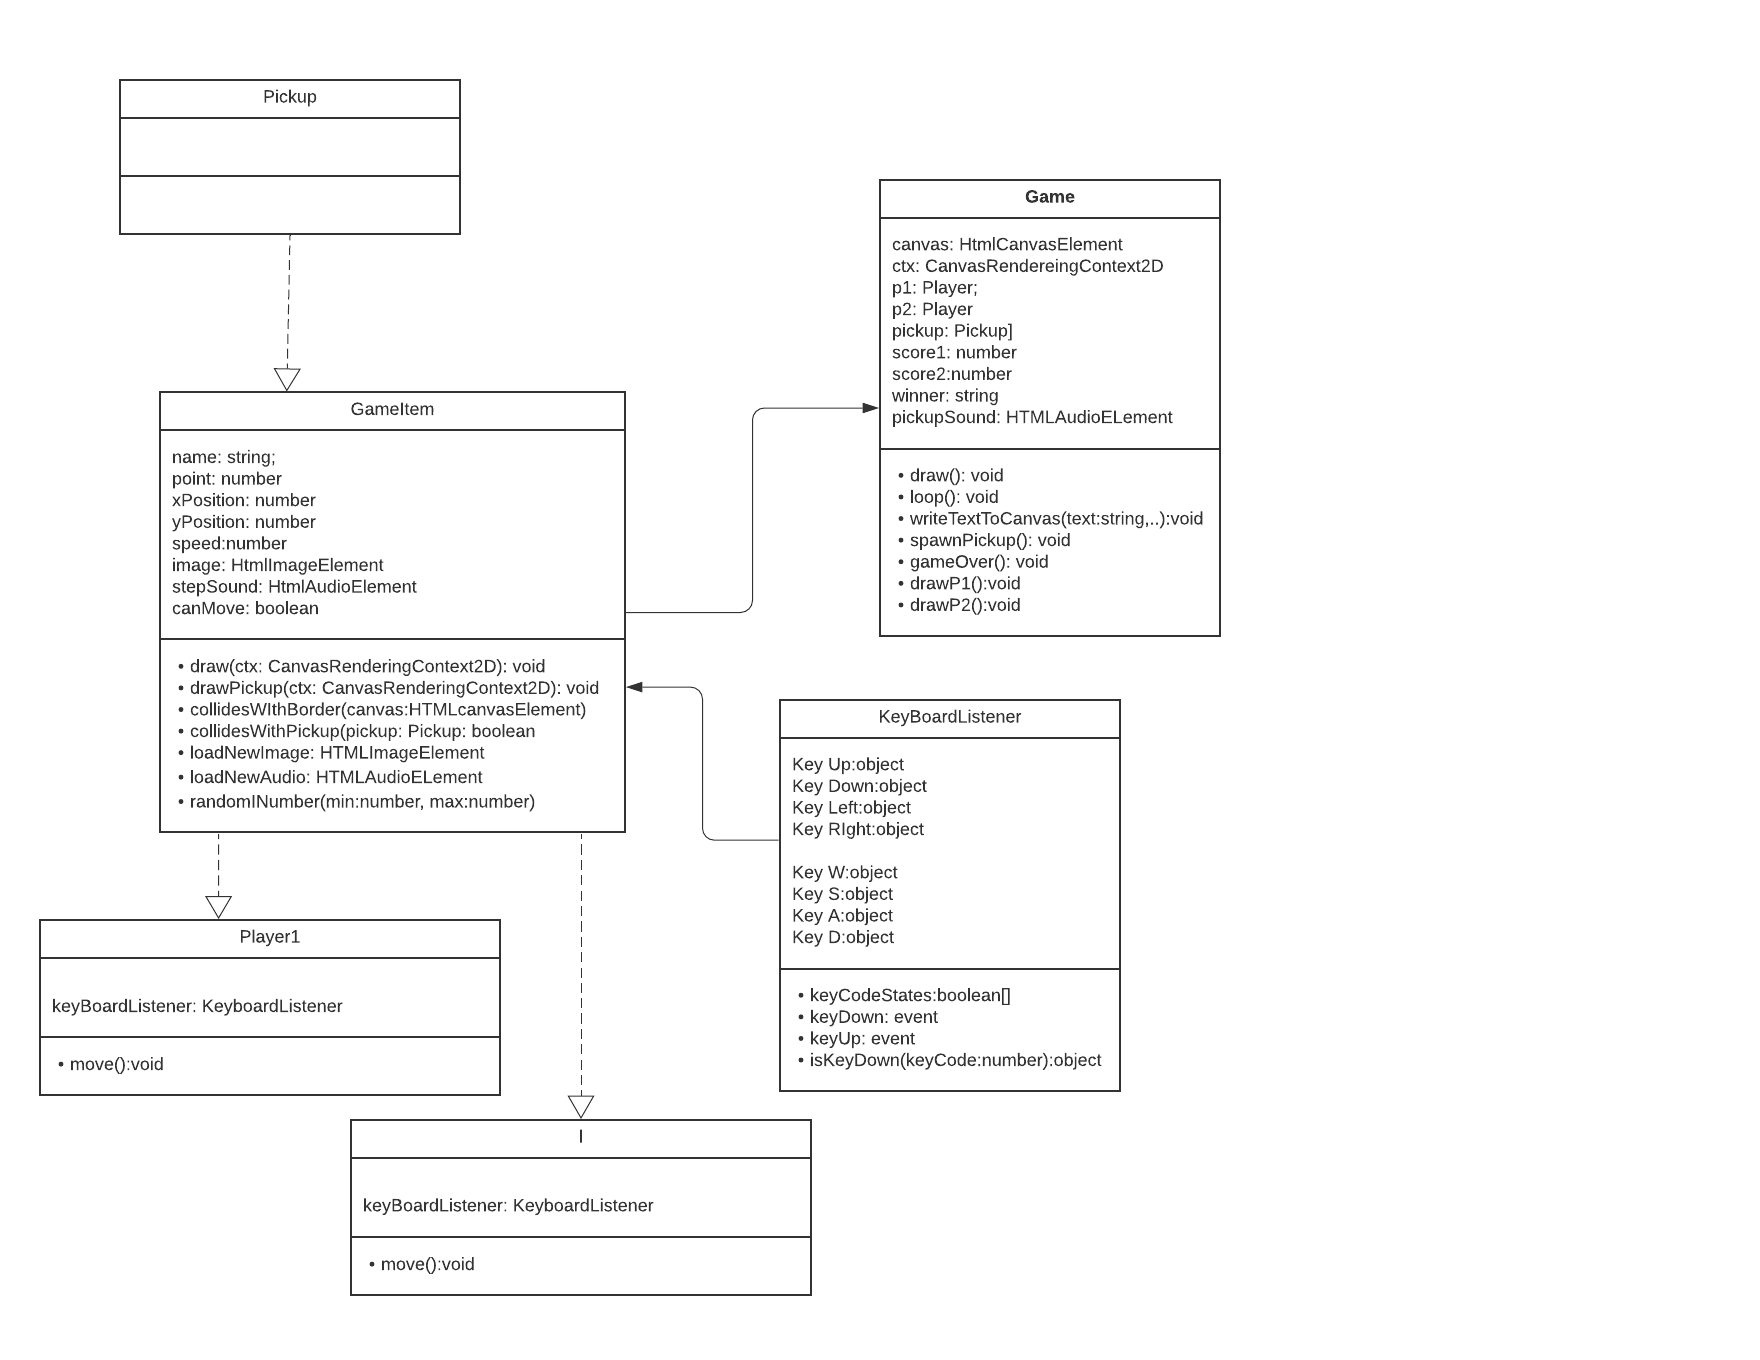 Pickup
Game
canvas: HtmlCanvasElement
ctx: CanvasRendereingContext2D
p1: Player;
p2: Player
pickup: Pickup]
score1: number
score2:number
winner: string
pickupSound: HTMLAudioELement
• draw(): void
• loop(): void
• writeTextToCanvas(text:string,..):void
• spawnPickup(): void
• gameOver(): void
• drawP1():void
• drawP2():void
GameItem
name: string;
point: number
xPosition: number
yPosition: number
speed:number
image: HtmlImageElement
stepSound: HtmlAudioElement
canMove: boolean
• draw(ctx: CanvasRenderingContext2D): void
• drawPickup(ctx: CanvasRenderingContext2D): void
• collidesWIthBorder(canvas:HTMLcanvasElement)
• collidesWithPickup(pickup: Pickup: boolean
• loadNewImage: HTMLImageElement
• loadNewAudio: HTMLAudioELement
• randomINumber(min:number, max:number)
KeyBoardListener
Key Up:object
Key Down:object
Key Left:object
Key RIght:object
Key W:object
Key S:object
Key A:object
Key D:object
• keyCodeStates:boolean[]
• keyDown: event
• keyUp: event
• isKeyDown(keyCode:number):object
Player1
keyBoardListener: KeyboardListener
• move():void
l
keyBoardListener: KeyboardListener
• move():void